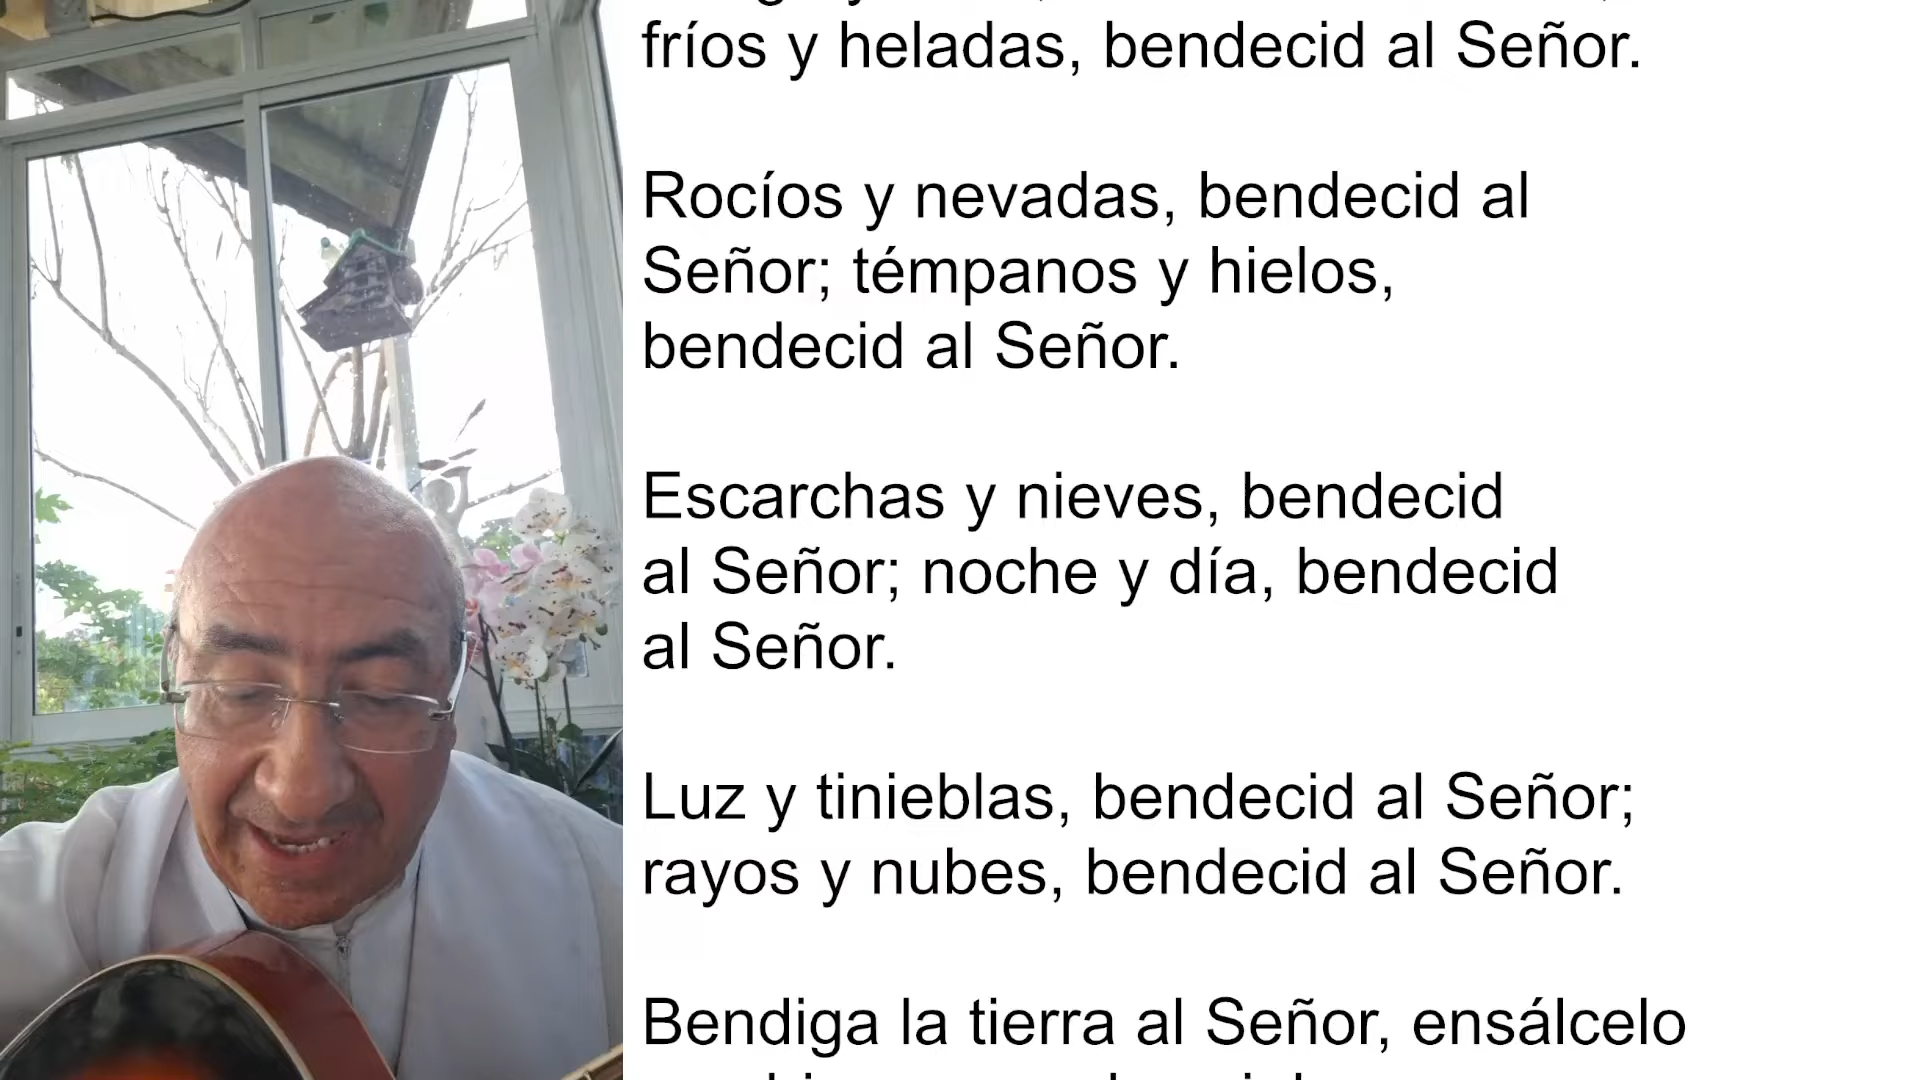 fríos y heladas, bendecid al Señor.
Rocíos y nevadas, bendecid al
Señor; témpanos y hielos,
bendecid al Señor.
Escarchas y nieves, bendecid
al Señor; noche y día, bendecid
al Señor.
Luz y tinieblas, bendecid al Señor;
rayos y nubes, bendecid al Señor.
Bendiga la tierra al Señor, ensálcelo